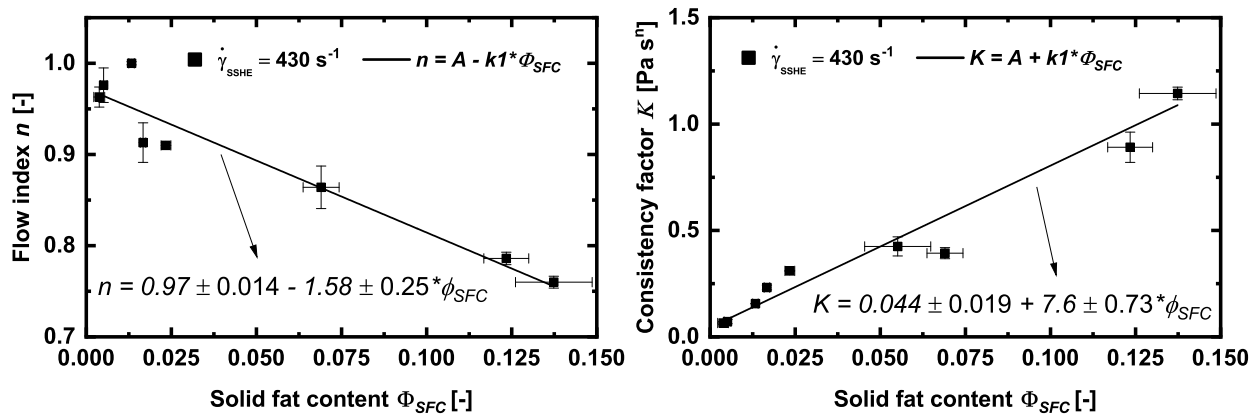 γ̇SSHE = 430 s-1 n = A - k1*ΦSFC
n = 0.97 ± 0.014 - 1.58 ± 0.25*ϕSFC
Flow index n [-]
1.0
0.9
0.8
0.7
0.000 0.025 0.050 0.075 0.100 0.125 0.150
Solid fat content ΦSFC [-]
γ̇SSHE = 430 s-1 K = A + k1*ΦSFC
K = 0.044 ± 0.019 + 7.6 ± 0.73*ϕSFC
Consistency factor K [Pa sn]
1.5
1.0
0.5
0.0
0.000 0.025 0.050 0.075 0.100 0.125 0.150
Solid fat content ΦSFC [-]